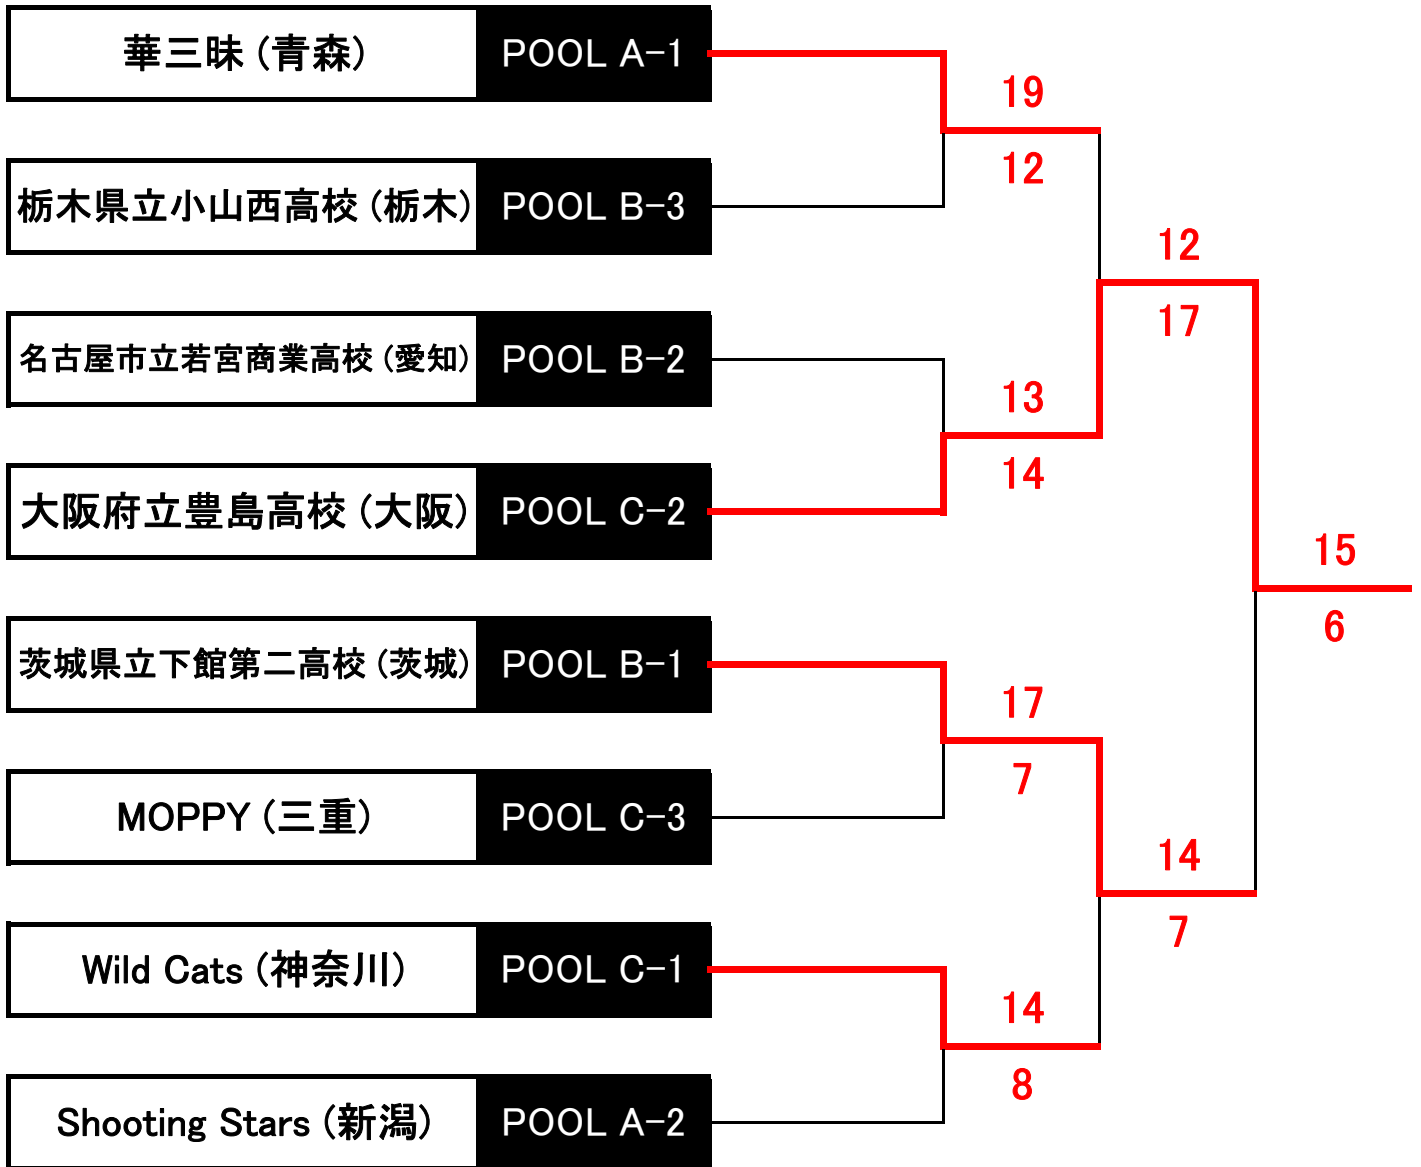 華三昧 (青森) POOL A-1
19
12
栃木県立小山西高校 (栃木) POOL B-3
12
17
名古屋市立若宮商業高校 (愛知) POOL B-2
13
14
大阪府立豊島高校 (大阪) POOL C-2
15
6
茨城県立下館第二高校 (茨城) POOL B-1
17
7
MOPPY (三重) POOL C-3
14
7
Wild Cats (神奈川) POOL C-1
14
8
Shooting Stars (新潟) POOL A-2